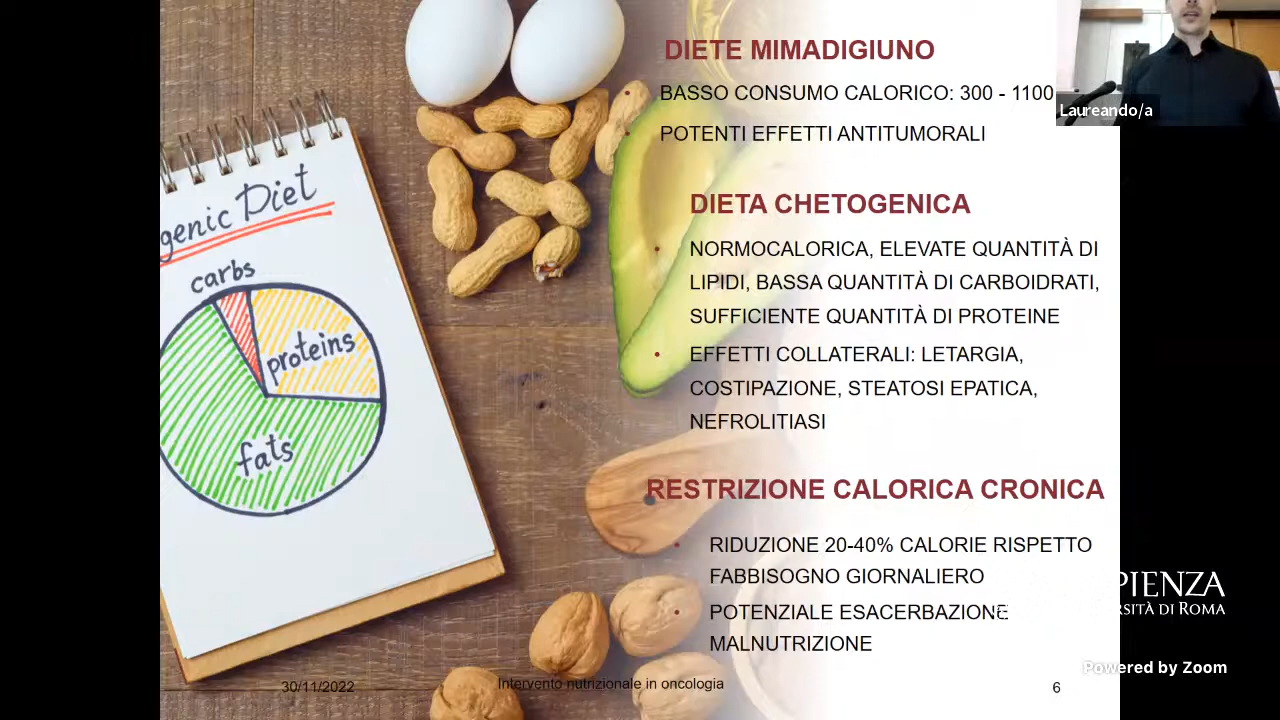 DIETE MIMADIGIUNO
BASSO CONSUMO CALORICO: 300 - 1100
POTENTI EFFETTI ANTITUMORALI
Laureando/a
DIETA CHETOGENICA
NORMOCALORICA, ELEVATE QUANTITÀ DI
LIPIDI, BASSA QUANTITÀ DI CARBOIDRATI,
SUFFICIENTE QUANTITÀ DI PROTEINE
EFFETTI COLLATERALI: LETARGIA,
COSTIPAZIONE, STEATOSI EPATICA,
NEFROLITIASI
RESTRIZIONE CALORICA CRONICA
RIDUZIONE 20-40% CALORIE RISPETTO
FABBISOGNO GIORNALIERO
POTENZIALE ESACERBAZIONE
MALNUTRIZIONE
genic Diet
carbs
proteins
fats
30/11/2022
Intervento nutrizionale in oncologia
6
PIENZA
RSITÀ DI ROMA
Powered by Zoom